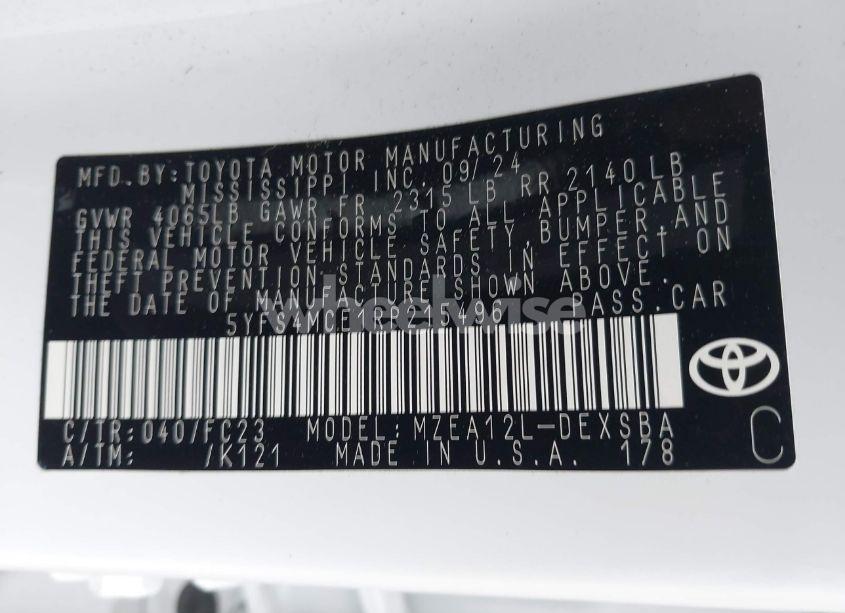 MFD.BY:TOYOTA MOTOR MANUFACTURING
MISSISSIPPI INC. 09/24
GVWR 4065LB GAWR FR 2315 LB RR 2140 LB
THIS VEHICLE CONFORMS TO ALL APPLICABLE
FEDERAL MOTOR VEHICLE SAFETY,BUMPER,AND
THEFT PREVENTION STANDARDS IN EFFECT ON
THE DATE OF MANUFACTURE SHOWN ABOVE.
PASS.CAR
wheelwise
C/TR:040/FC23 MODEL:MZEA12L-DEXSBA
A/TM: /K121 MADE IN U.S.A. 178
C